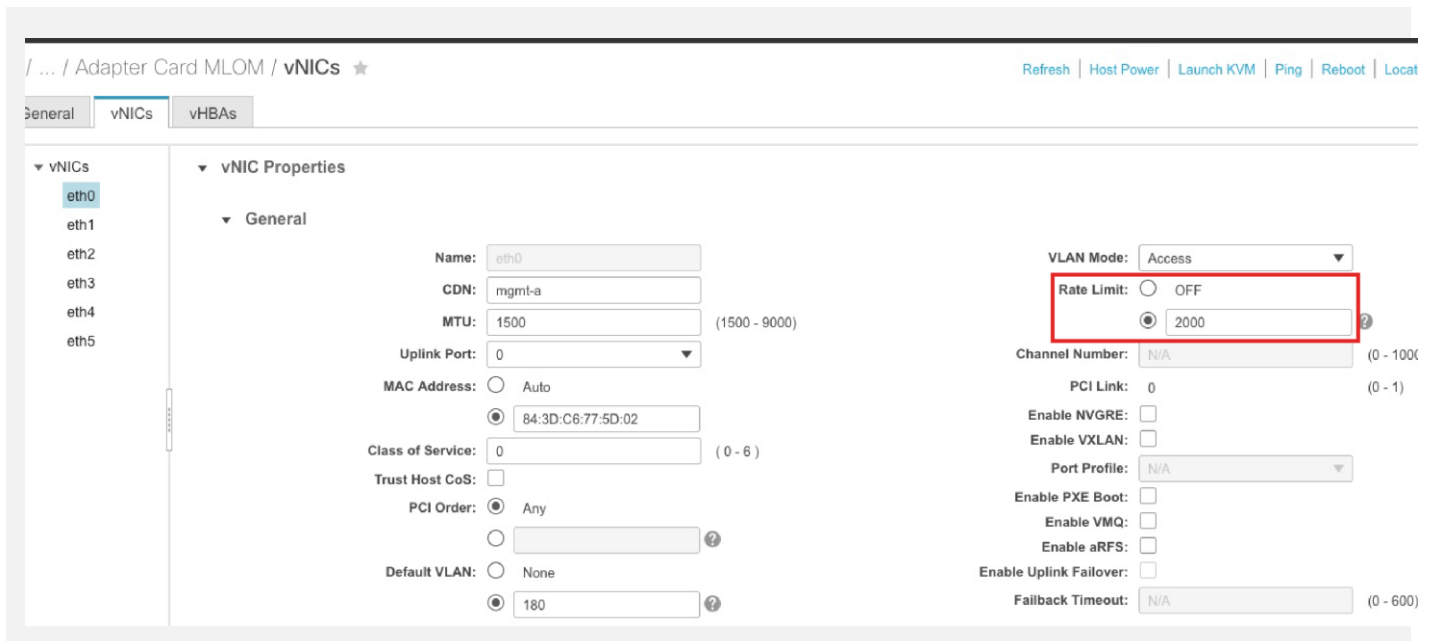 / ... / Adapter Card MLOM / vNICs ★
Refresh | Host Power | Launch KVM | Ping | Reboot | Locat
General vNICs vHBAs
vNICs
eth0
eth1
eth2
eth3
eth4
eth5
vNIC Properties
General
Name: eth0
CDN: mgmt-a
MTU: 1500 (1500 - 9000)
Uplink Port: 0
MAC Address: Auto
84:3D:C6:77:5D:02
Class of Service: 0 ( 0 - 6 )
Trust Host CoS:
PCI Order: Any
?
Default VLAN: None
180 ?
VLAN Mode: Access
Rate Limit: OFF
2000 ?
Channel Number: N/A (0 - 1000
PCI Link: 0 (0 - 1)
Enable NVGRE:
Enable VXLAN:
Port Profile: N/A
Enable PXE Boot:
Enable VMQ:
Enable aRFS:
Enable Uplink Failover:
Failback Timeout: N/A (0 - 600)